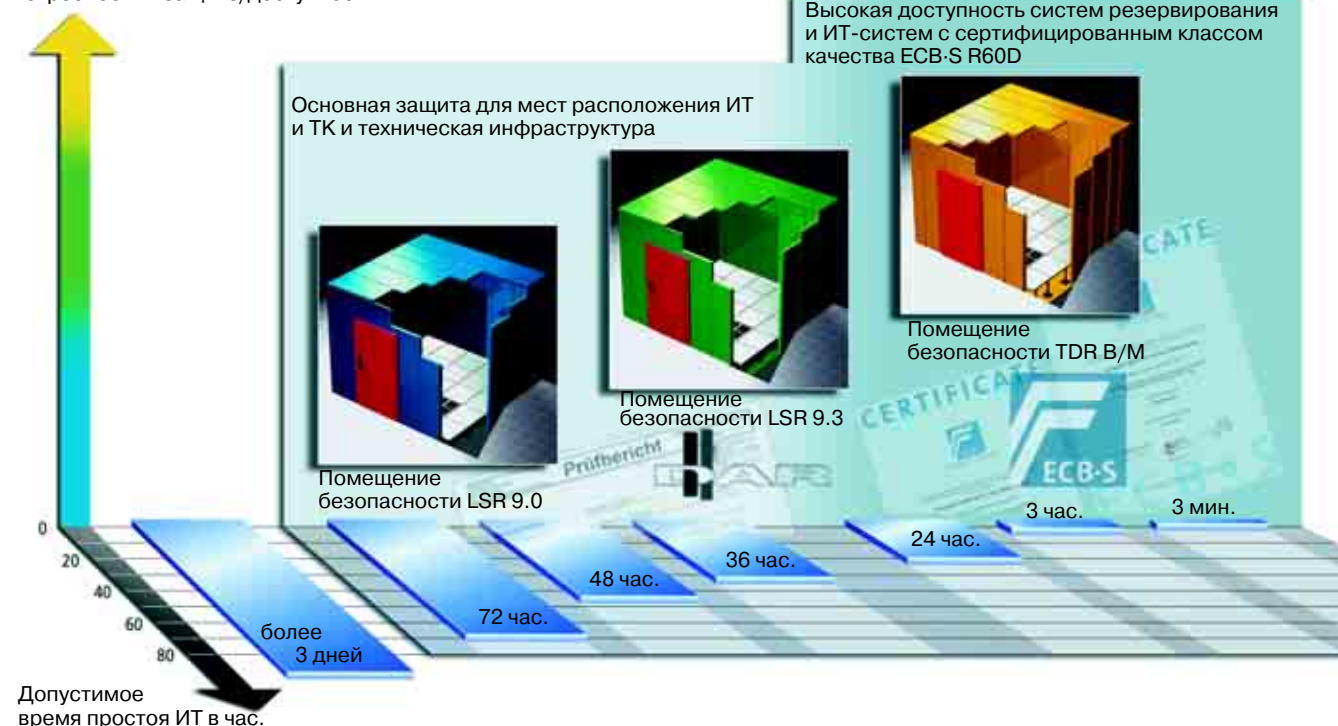 Высокая доступность систем резервирования
и ИТ-систем с сертифицированным классом
качества ECB·S R60D
Основная защита для мест расположения ИТ
и ТК и техническая инфраструктура
Помещение
безопасности TDR B/M
Помещение
безопасности LSR 9.3
Помещение
безопасности LSR 9.0
Prüfbericht
DAR
CERTIFICATE
ECB·S
0
20
40
60
80
более
3 дней
72 час.
48 час.
36 час.
24 час.
3 час.
3 мин.
Допустимое
время простоя ИТ в час.